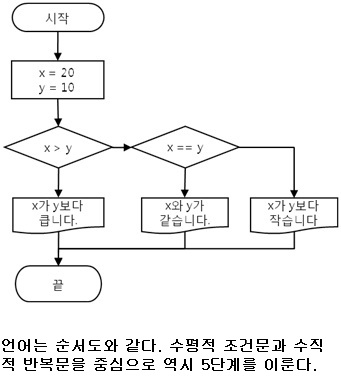 시작
x = 20
y = 10
x > y
x == y
x가 y보다
큽니다.
x와 y가
같습니다.
x가 y보다
작습니다
끝
언어는 순서도와 같다. 수평적 조건문과 수직
적 반복문을 중심으로 역시 5단계를 이룬다.